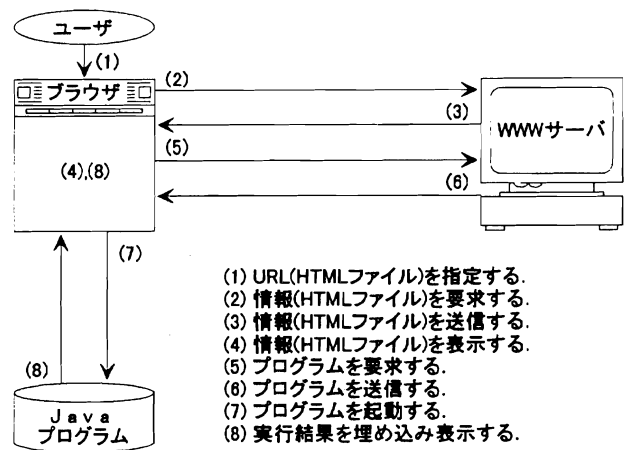 ユーザ
(1)
ブラウザ
(2)
(3)
WWWサーバ
(4),(8)
(5)
(6)
(7)
(8)
Java
プログラム
(1) URL(HTMLファイル)を指定する.
(2) 情報(HTMLファイル)を要求する.
(3) 情報(HTMLファイル)を送信する.
(4) 情報(HTMLファイル)を表示する.
(5) プログラムを要求する.
(6) プログラムを送信する.
(7) プログラムを起動する.
(8) 実行結果を埋め込み表示する.